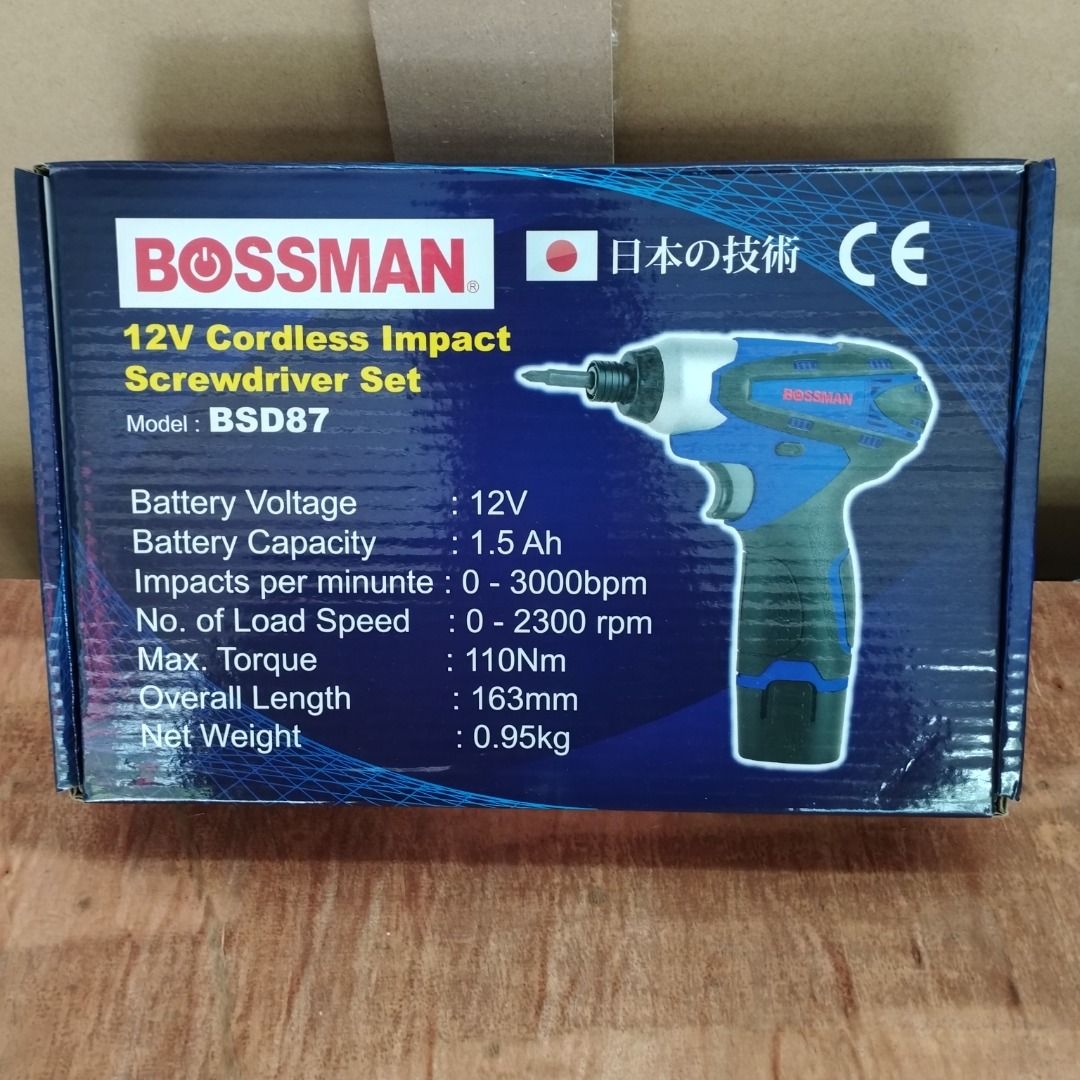 BOSSMAN®
日本の技術
CE
12V Cordless Impact
Screwdriver Set
Model : BSD87
BOSSMAN
Battery Voltage : 12V
Battery Capacity : 1.5 Ah
Impacts per minunte : 0 - 3000bpm
No. of Load Speed : 0 - 2300 rpm
Max. Torque : 110Nm
Overall Length : 163mm
Net Weight : 0.95kg